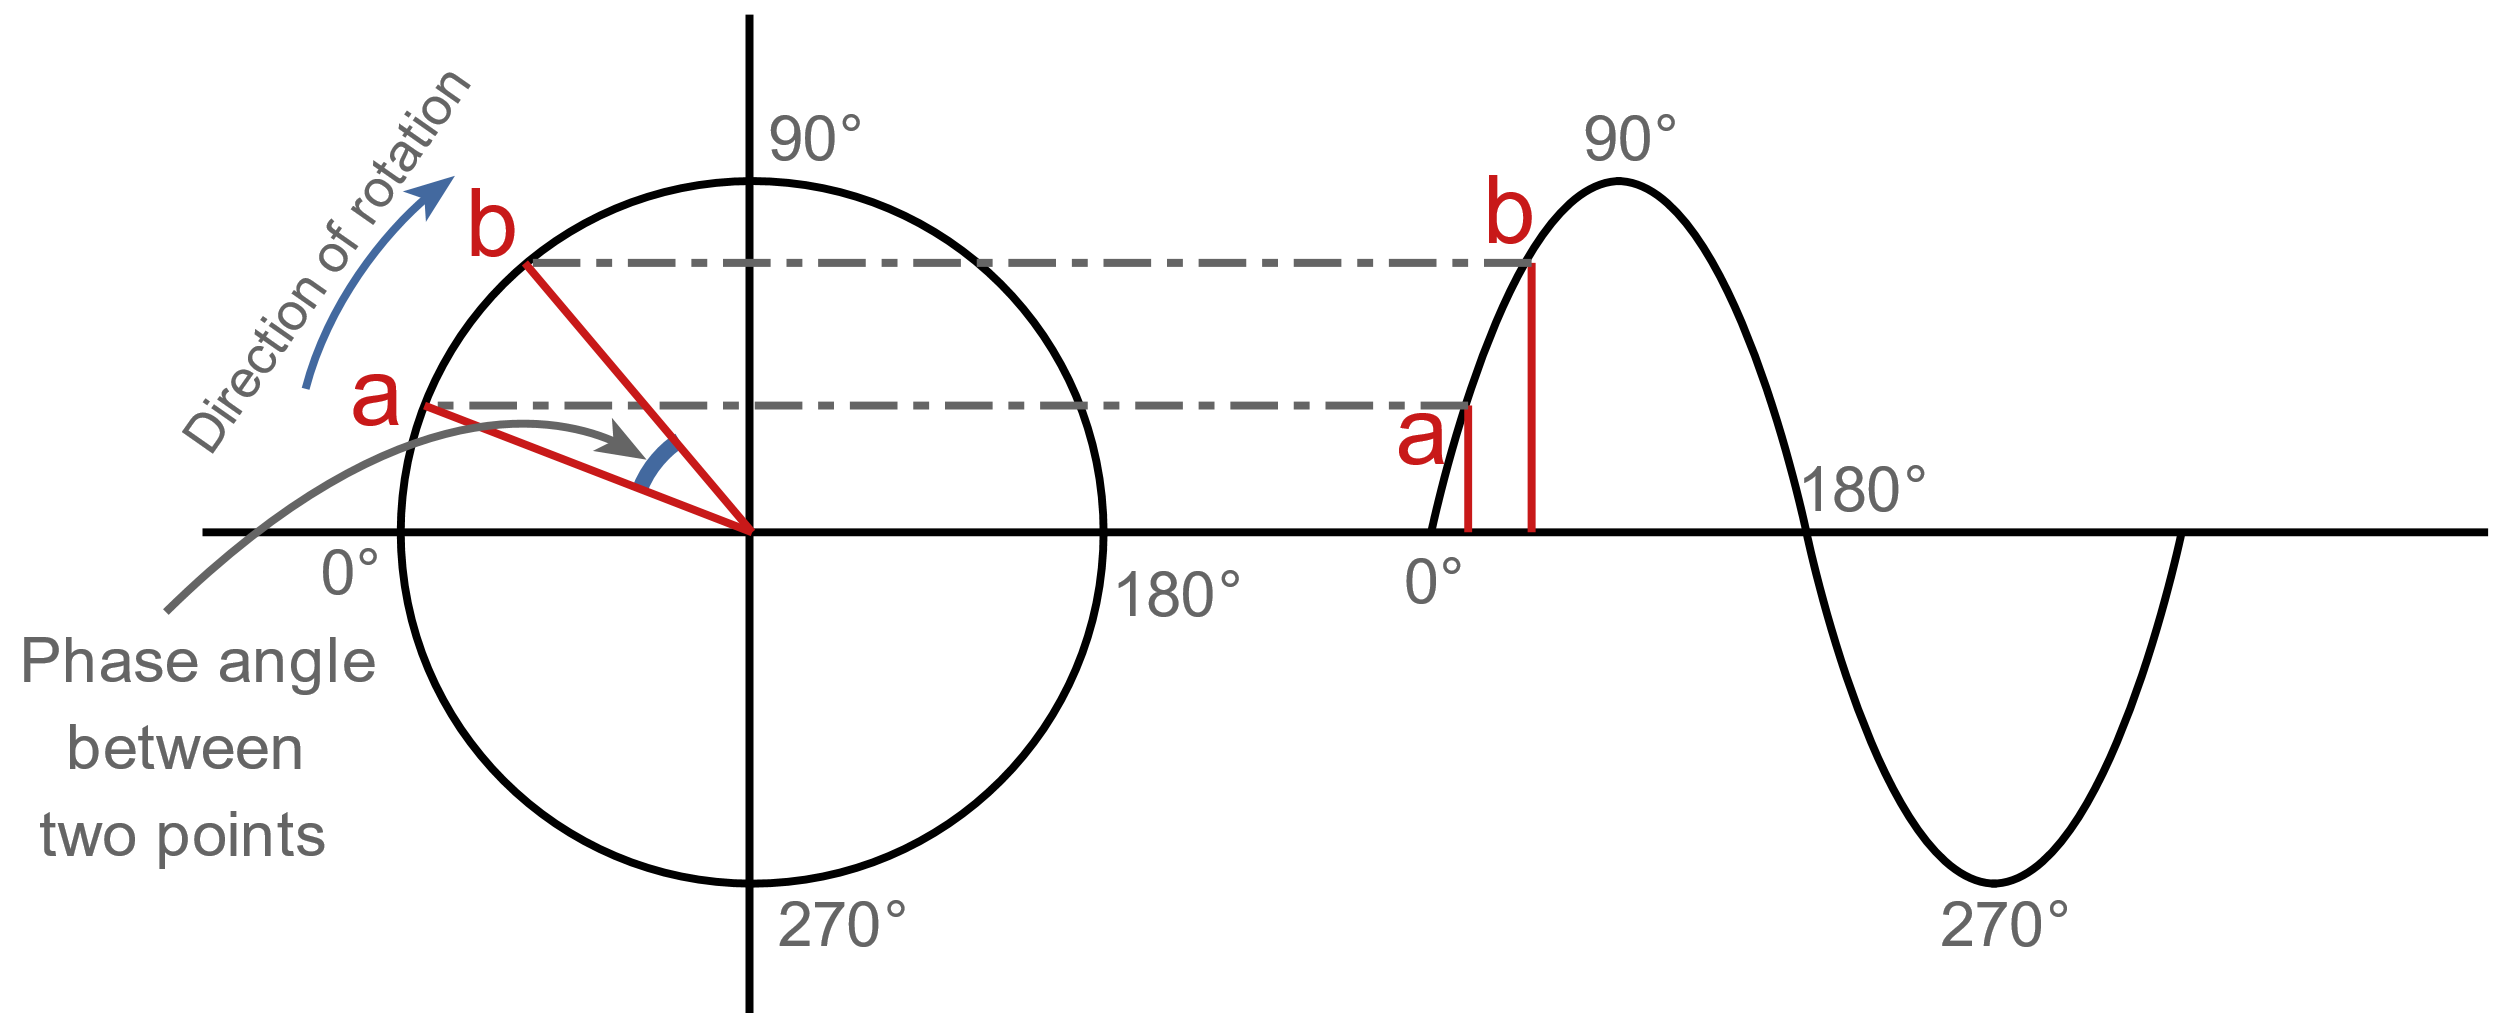 Direction of rotation
90°
90°
b
b
a
a
180°
0°
180°
0°
Phase angle
between
two points
270°
270°